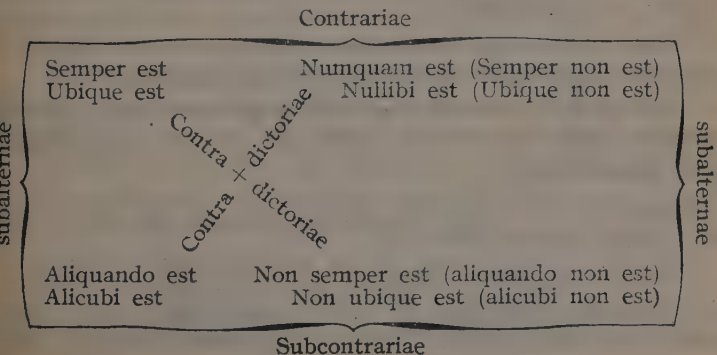 Contrariae
Semper est Numquam est (Semper non est)
Ubique est Nullibi est (Ubique non est)
subalternae
subalternae
Contra dictoriae
+
Contra dictoriae
Aliquando est Non semper est (aliquando non est)
Alicubi est Non ubique est (alicubi non est)
Subcontrariae